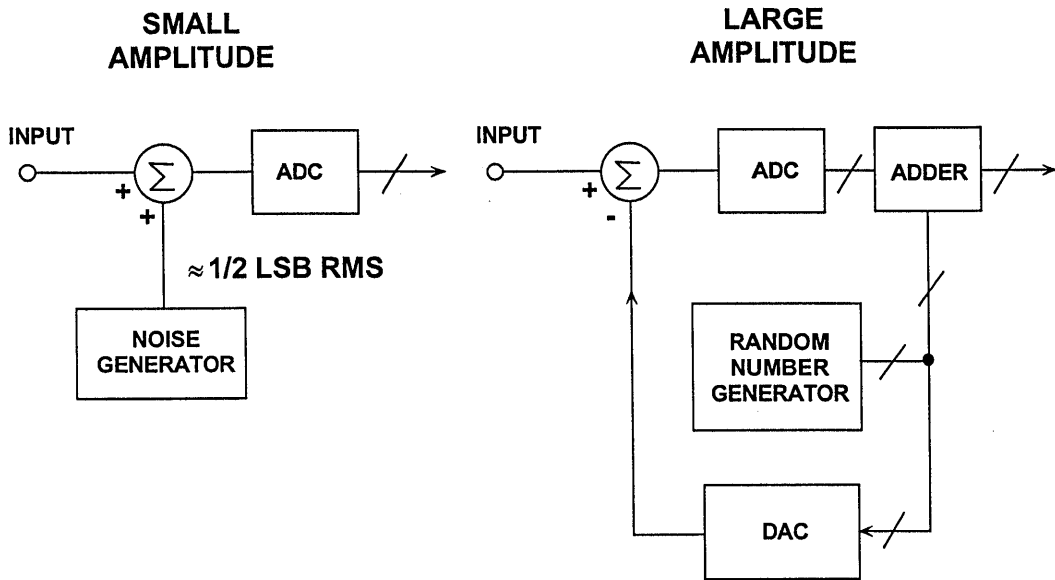 SMALL
AMPLITUDE
INPUT
+
+
Σ
ADC
≈ 1/2 LSB RMS
NOISE
GENERATOR
LARGE
AMPLITUDE
INPUT
+
-
Σ
ADC
ADDER
RANDOM
NUMBER
GENERATOR
DAC